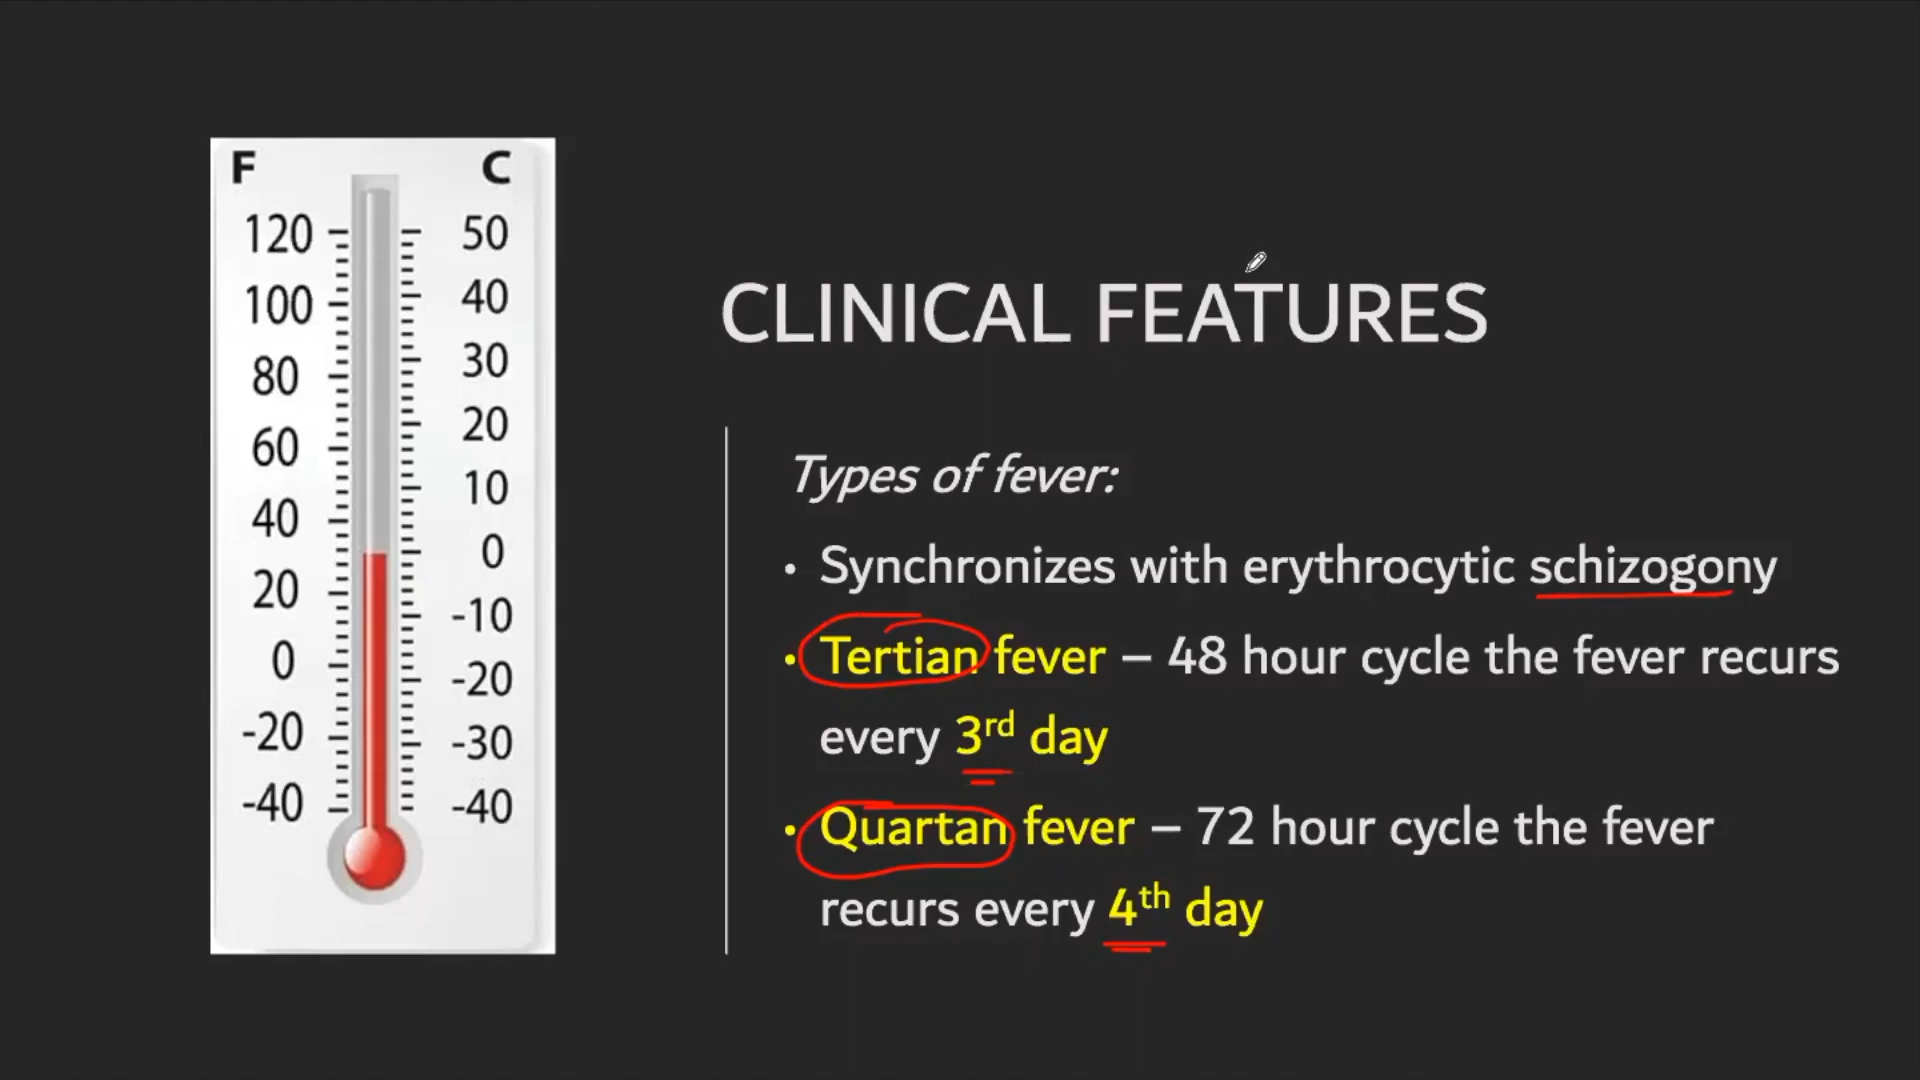 F C
120 50
100 40
80 30
60 20
40 10
20 0
0 -10
-20 -20
-40 -30
-40
CLINICAL FEATURES
Types of fever:
• Synchronizes with erythrocytic schizogony
• Tertian fever – 48 hour cycle the fever recurs
every 3rd day
• Quartan fever – 72 hour cycle the fever
recurs every 4th day